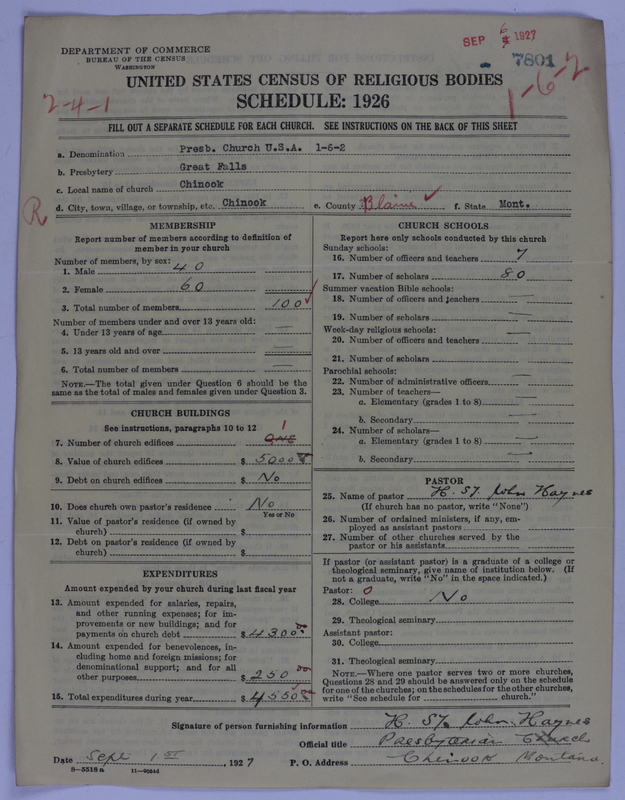 SEP 6 1927
7801
DEPARTMENT OF COMMERCE
BUREAU OF THE CENSUS
WASHINGTON
UNITED STATES CENSUS OF RELIGIOUS BODIES
SCHEDULE: 1926
2-4-1
1-6-2
FILL OUT A SEPARATE SCHEDULE FOR EACH CHURCH. SEE INSTRUCTIONS ON THE BACK OF THIS SHEET
a. Denomination Presb. Church U.S.A. 1-6-2
b. Presbytery Great Falls
c. Local name of church Chinook
d. City, town, village, or township, etc. Chinook e. County Blaine f. State Mont.
R
MEMBERSHIP
Report number of members according to definition of
member in your church
Number of members, by sex:
1. Male 40
2. Female 60
3. Total number of members 100
Number of members under and over 13 years old:
4. Under 13 years of age
5. 13 years old and over
6. Total number of members
NOTE.—The total given under Question 6 should be the
same as the total of males and females given under Question 3.
CHURCH BUILDINGS
See instructions, paragraphs 10 to 12
1
7. Number of church edifices one
8. Value of church edifices $ 5000
9. Debt on church edifices $ No
10. Does church own pastor's residence No
Yes or No
11. Value of pastor's residence (if owned by
church) $
12. Debt on pastor's residence (if owned by
church) $
EXPENDITURES
Amount expended by your church during last fiscal year
13. Amount expended for salaries, repairs,
and other running expenses; for im-
provements or new buildings; and for
payments on church debt $ 4300 00
14. Amount expended for benevolences, in-
cluding home and foreign missions; for
denominational support; and for all
other purposes $ 250 00
15. Total expenditures during year $ 4550
CHURCH SCHOOLS
Report here only schools conducted by this church
Sunday schools:
16. Number of officers and teachers 7
17. Number of scholars 80
Summer vacation Bible schools:
18. Number of officers and teachers
19. Number of scholars
Week-day religious schools:
20. Number of officers and teachers
21. Number of scholars
Parochial schools:
22. Number of administrative officers
23. Number of teachers—
a. Elementary (grades 1 to 8)
b. Secondary
24. Number of scholars—
a. Elementary (grades 1 to 8)
b. Secondary
PASTOR
25. Name of pastor H. St. John Haynes
(If church has no pastor, write "None")
26. Number of ordained ministers, if any, em-
ployed as assistant pastors
27. Number of other churches served by the
pastor or his assistants
If pastor (or assistant pastor) is a graduate of a college or
theological seminary, give name of institution below. (If
not a graduate, write "No" in the space indicated.)
Pastor: 0
28. College No
29. Theological seminary
Assistant pastor:
30. College
31. Theological seminary
NOTE.—Where one pastor serves two or more churches,
Questions 28 and 29 should be answered only on the schedule
for one of the churches; on the schedules for the other churches,
write "See schedule for church."
Signature of person furnishing information H. St. John Haynes
Official title Presbyterian Church
Date Sept 1st, 1927 P. O. Address Chinook Montana.
8-5518 a 11-9024d